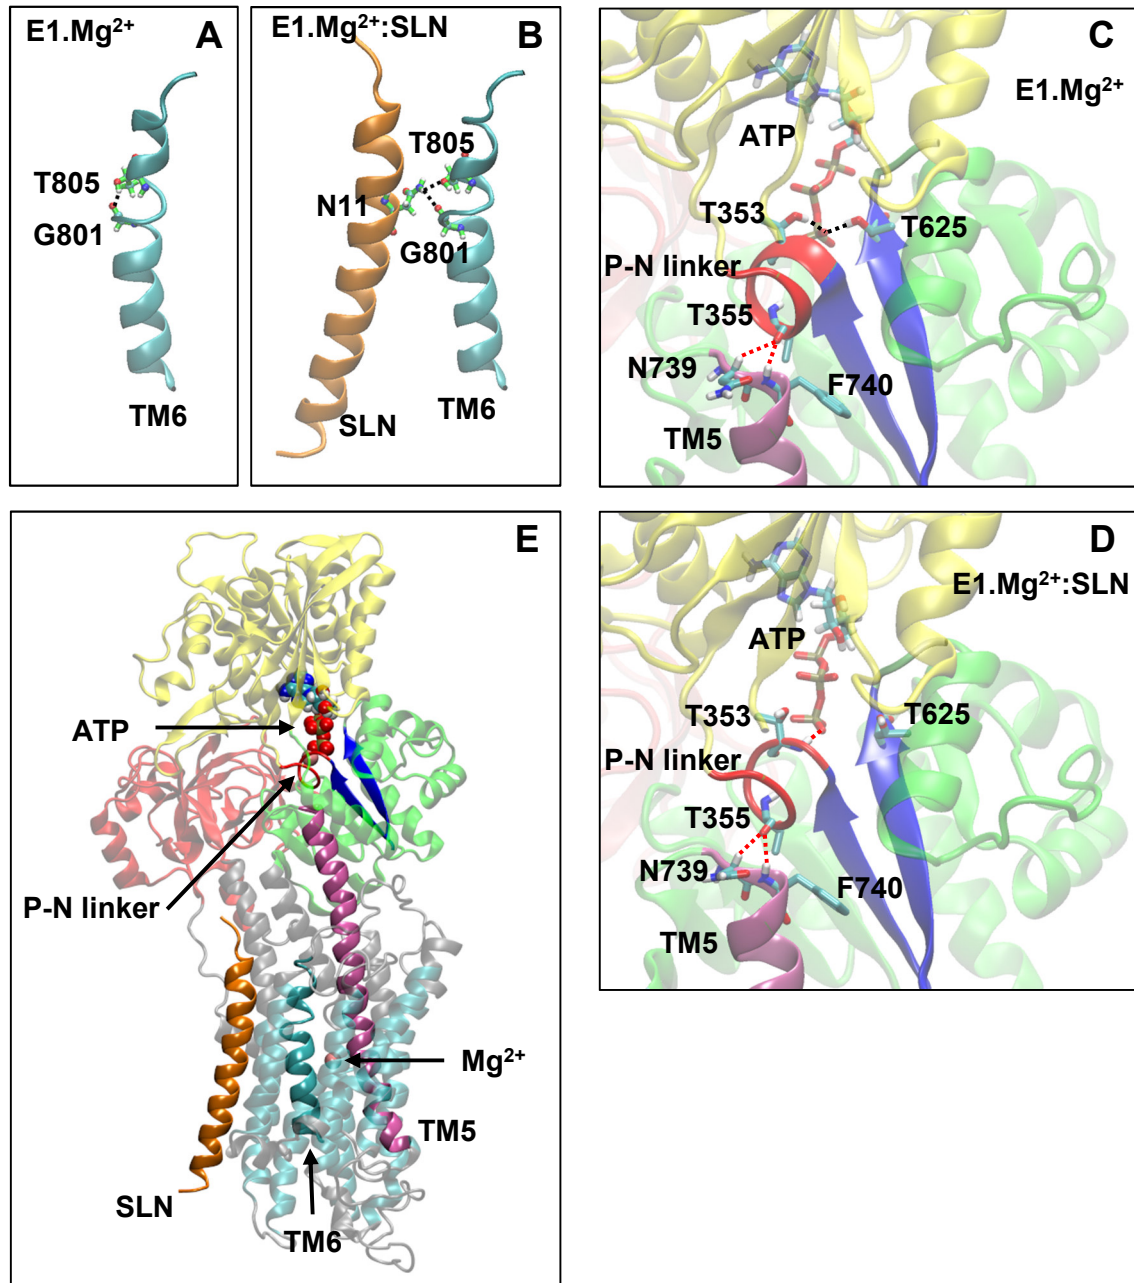 E1.Mg²⁺
A
T805
G801
TM6
E1.Mg²⁺:SLN
B
T805
N11
G801
SLN
TM6
C
E1.Mg²⁺
ATP
T353
T625
P-N linker
T355
N739
F740
TM5
E
ATP
P-N linker
Mg²⁺
TM5
SLN
TM6
D
E1.Mg²⁺:SLN
ATP
T353
T625
P-N linker
T355
N739
F740
TM5